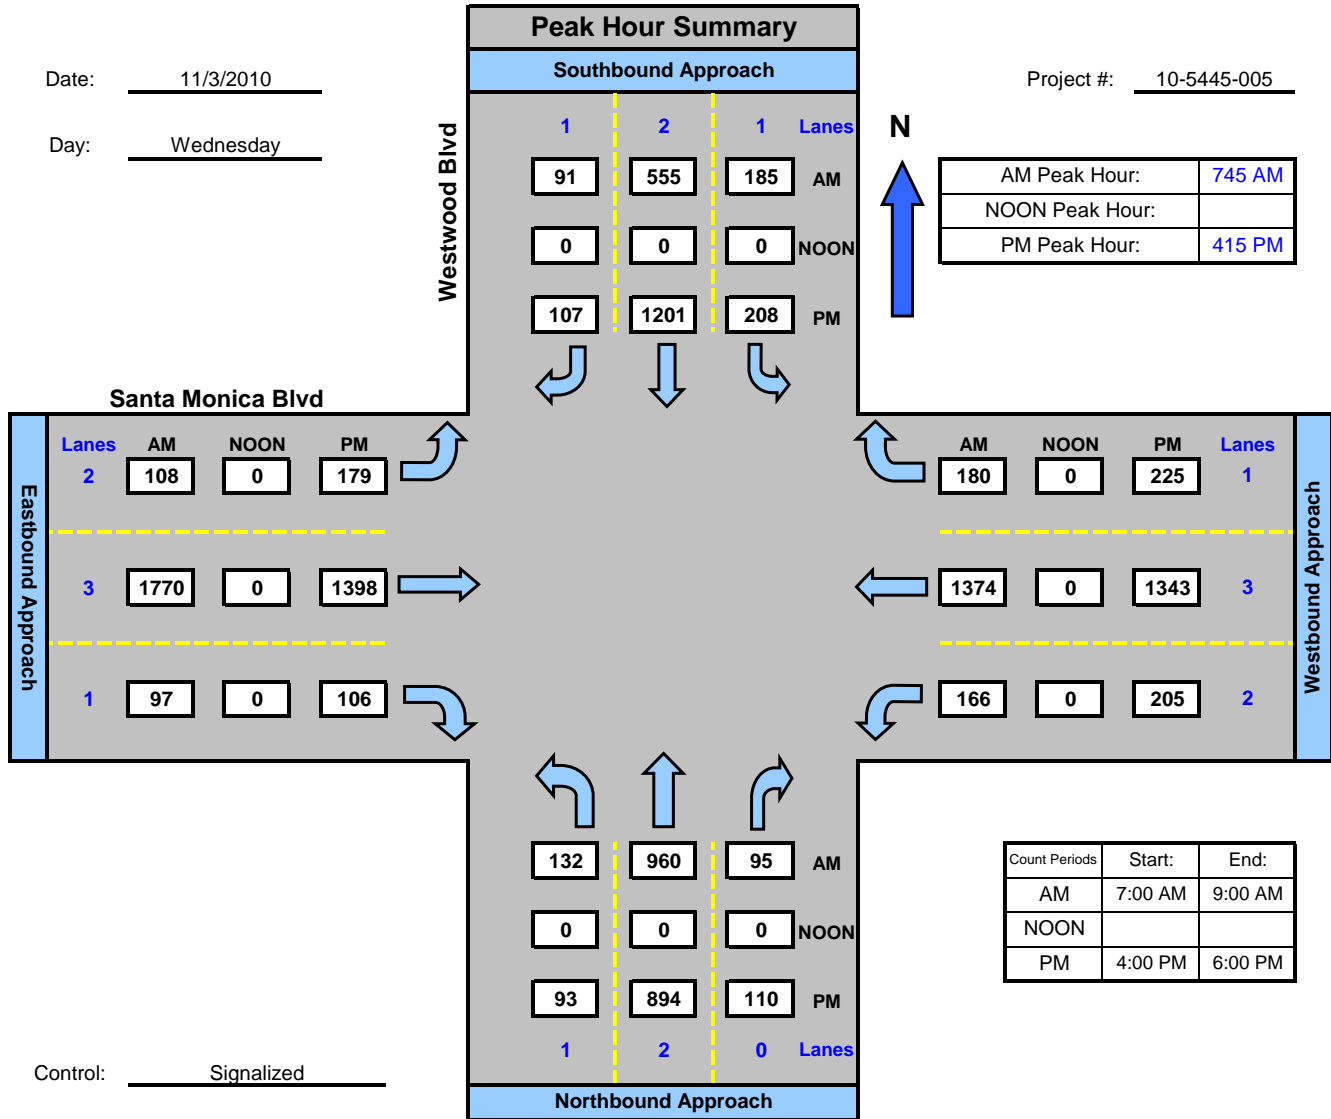 Peak Hour Summary
Southbound Approach
Date: 11/3/2010
Project #: 10-5445-005
Day: Wednesday
Westwood Blvd
1 2 1 Lanes
91 555 185 AM
0 0 0 NOON
107 1201 208 PM
N
AM Peak Hour: 745 AM
NOON Peak Hour:
PM Peak Hour: 415 PM
Santa Monica Blvd
Eastbound Approach
Lanes AM NOON PM
2 108 0 179
3 1770 0 1398
1 97 0 106
AM NOON PM Lanes
180 0 225 1
1374 0 1343 3
166 0 205 2
Westbound Approach
132 960 95 AM
0 0 0 NOON
93 894 110 PM
1 2 0 Lanes
Northbound Approach
Count Periods Start: End:
AM 7:00 AM 9:00 AM
NOON
PM 4:00 PM 6:00 PM
Control: Signalized